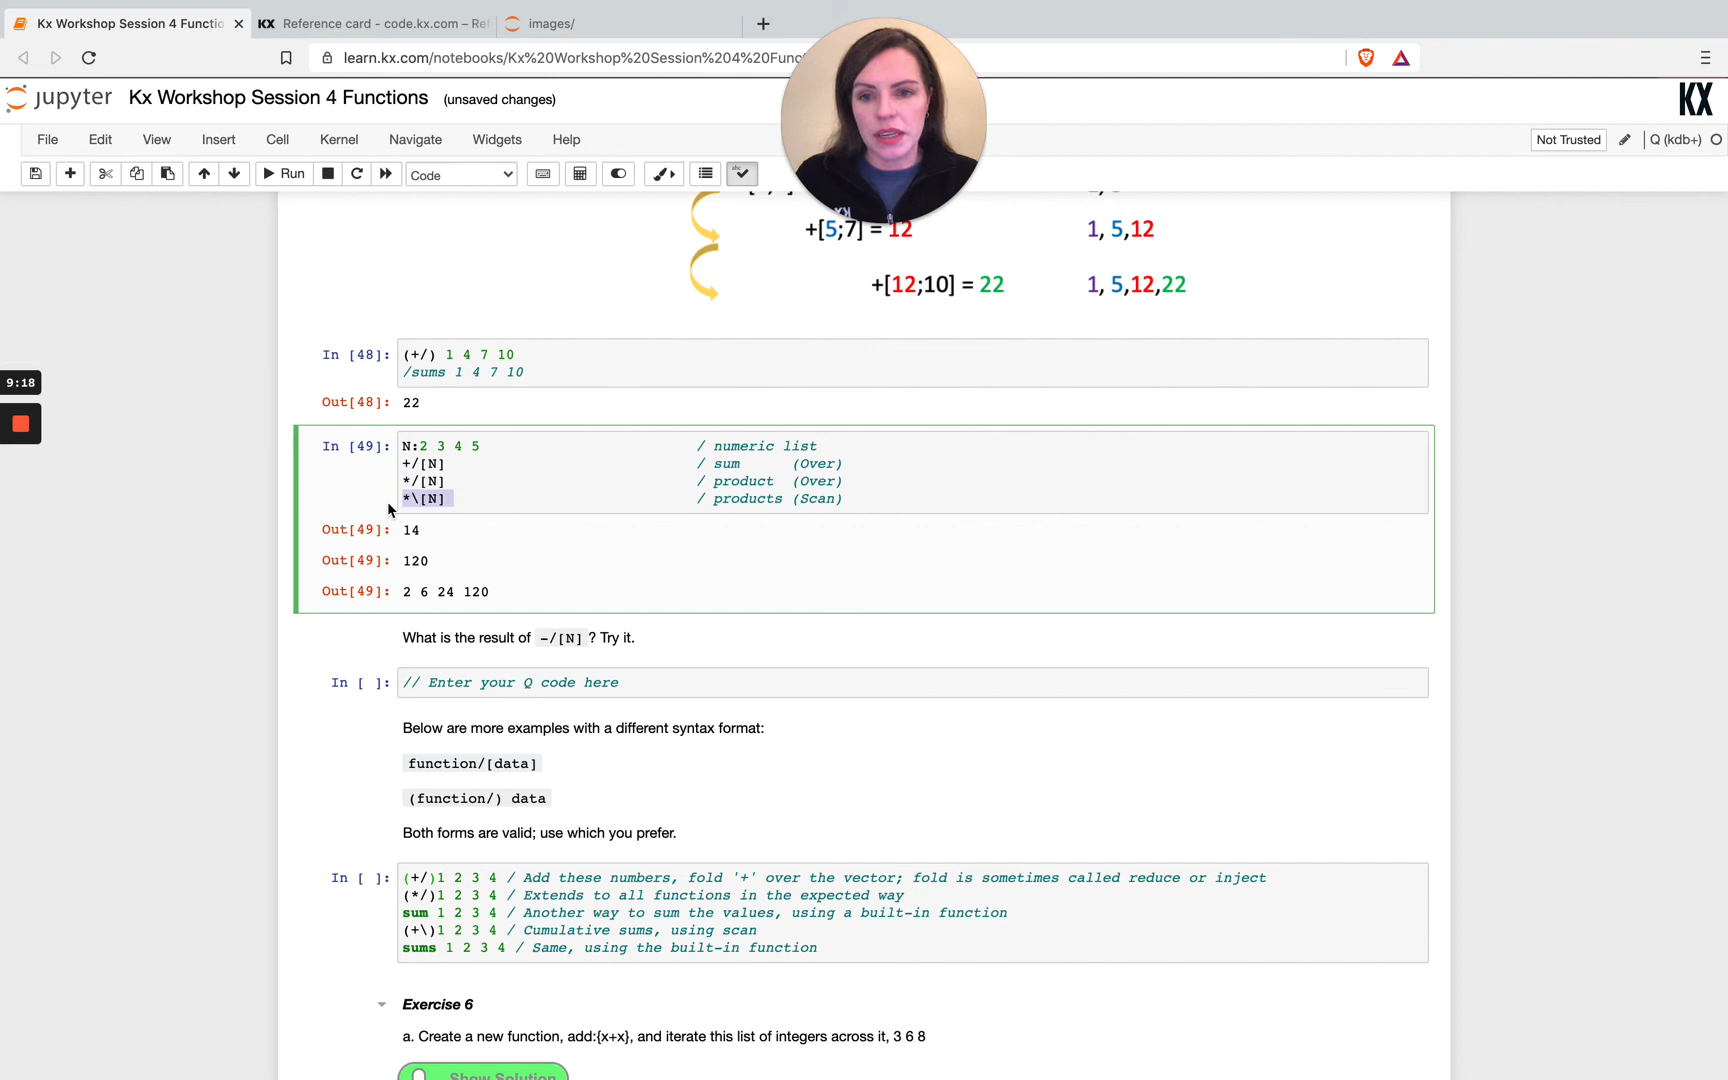 Kx Workshop Session 4 Functio
KX Reference card - code.kx.com – Ref
images/
learn.kx.com/notebooks/Kx%20Workshop%20Session%204%20Func
jupyter Kx Workshop Session 4 Functions (unsaved changes)
KX
File Edit View Insert Cell Kernel Navigate Widgets Help
Not Trusted Q (kdb+)
Run Code
+[5;7] = 12 1, 5,12
+[12;10] = 22 1, 5,12,22
In [48]: (+/) 1 4 7 10
/sums 1 4 7 10
Out[48]: 22
9:18
In [49]: N:2 3 4 5 / numeric list
+/[N] / sum (Over)
*/[N] / product (Over)
*\[N] / products (Scan)
Out[49]: 14
Out[49]: 120
Out[49]: 2 6 24 120
What is the result of -/[N] ? Try it.
In [ ]: // Enter your Q code here
Below are more examples with a different syntax format:
function/[data]
(function/) data
Both forms are valid; use which you prefer.
In [ ]: (+/)1 2 3 4 / Add these numbers, fold '+' over the vector; fold is sometimes called reduce or inject
(*/)1 2 3 4 / Extends to all functions in the expected way
sum 1 2 3 4 / Another way to sum the values, using a built-in function
(+\)1 2 3 4 / Cumulative sums, using scan
sums 1 2 3 4 / Same, using the built-in function
Exercise 6
a. Create a new function, add:{x+x}, and iterate this list of integers across it, 3 6 8
Show Solution